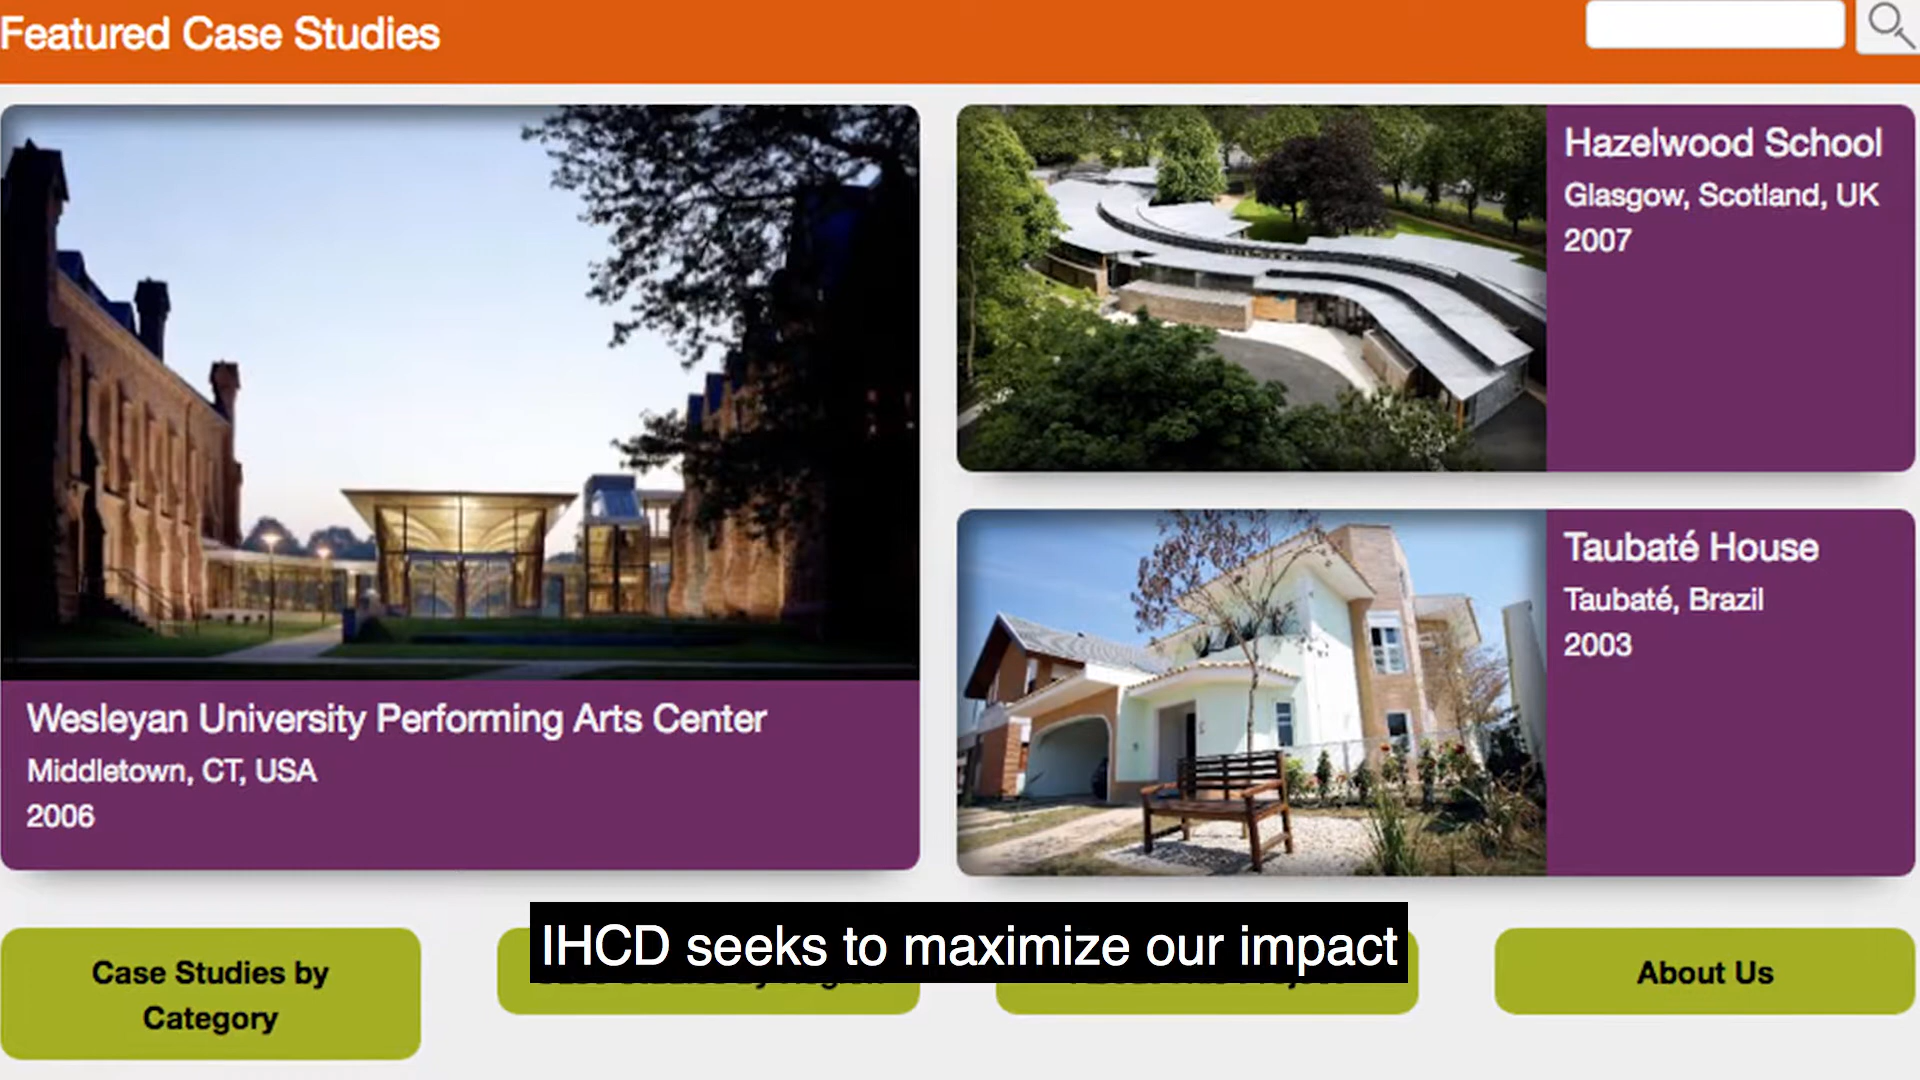 Featured Case Studies
Hazelwood School
Glasgow, Scotland, UK
2007
Taubaté House
Taubaté, Brazil
2003
Wesleyan University Performing Arts Center
Middletown, CT, USA
2006
IHCD seeks to maximize our impact
Case Studies by
Category
About Us